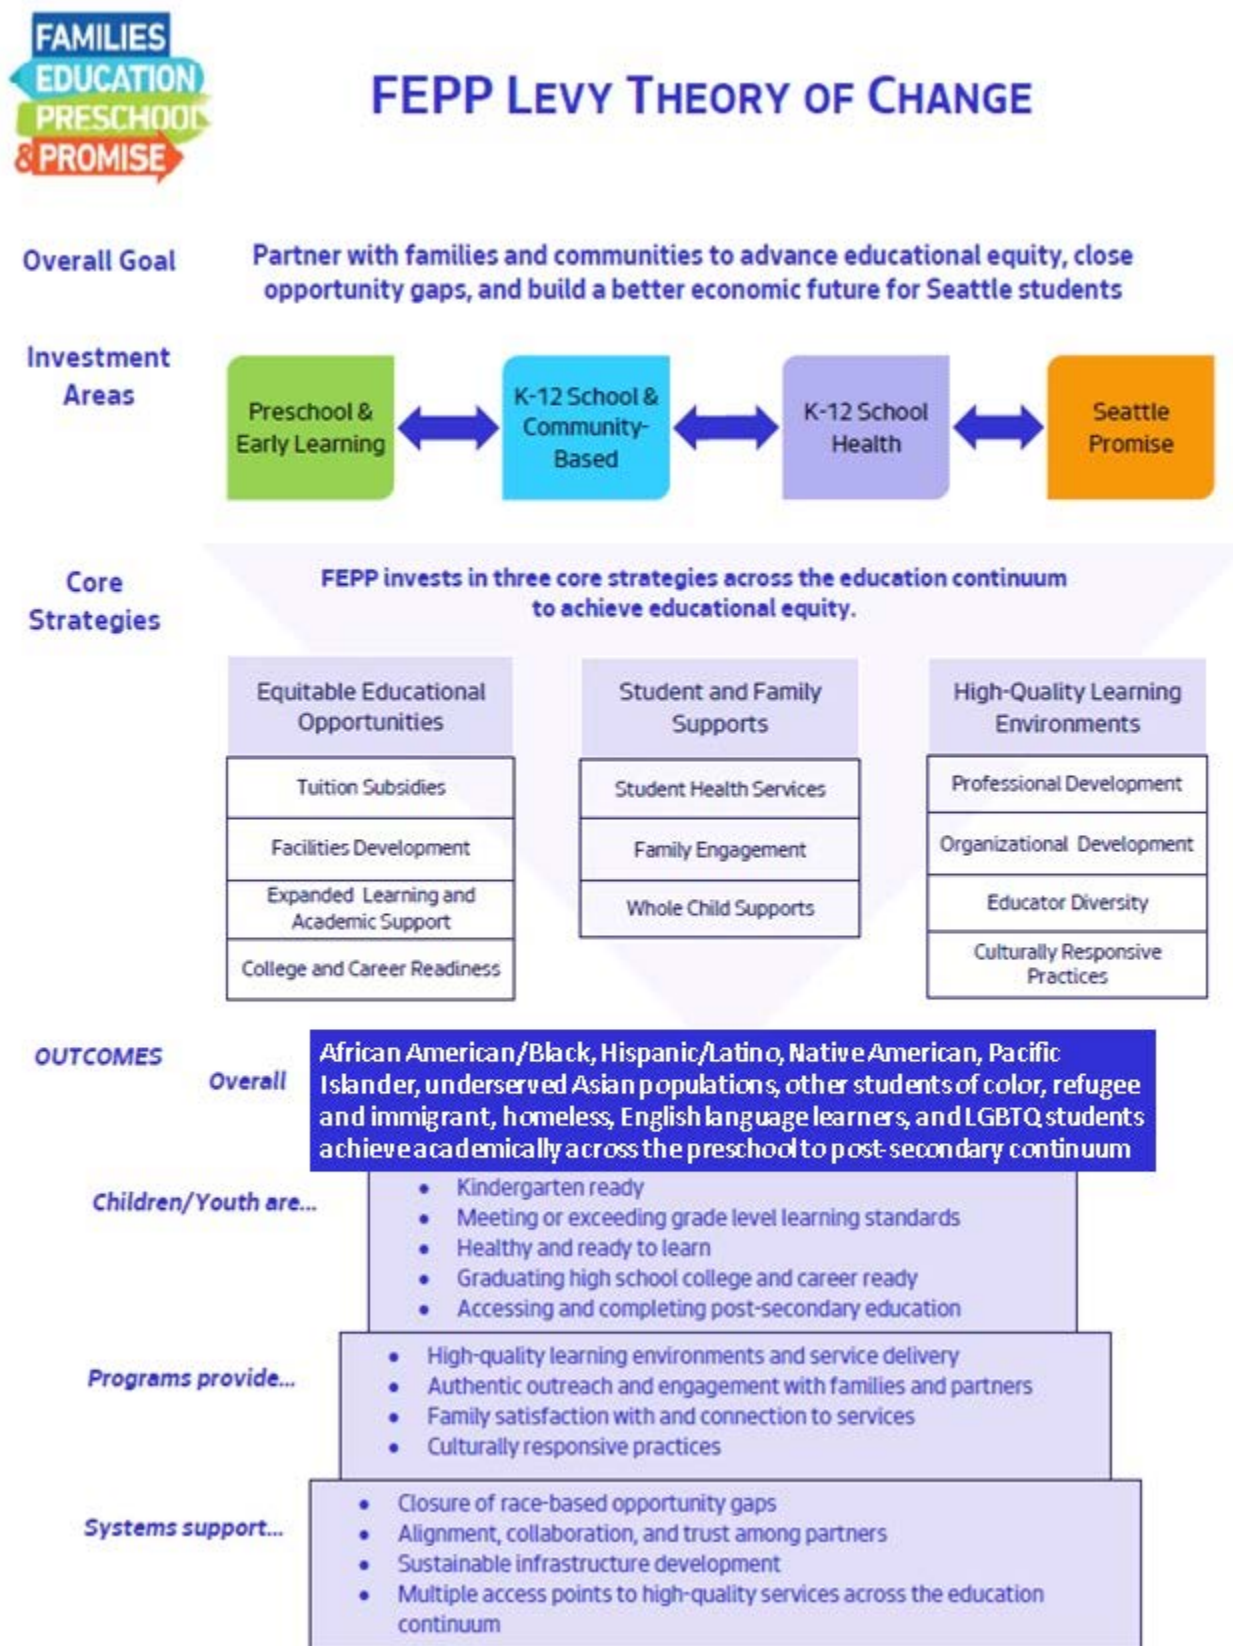 FAMILIES
EDUCATION
PRESCHOOL
& PROMISE
FEPP LEVY THEORY OF CHANGE
Overall Goal
Partner with families and communities to advance educational equity, close
opportunity gaps, and build a better economic future for Seattle students
Investment
Areas
Preschool &
Early Learning
K-12 School &
Community-
Based
K-12 School
Health
Seattle
Promise
Core
Strategies
FEPP invests in three core strategies across the education continuum
to achieve educational equity.
Equitable Educational
Opportunities
Tuition Subsidies
Facilities Development
Expanded Learning and
Academic Support
College and Career Readiness
Student and Family
Supports
Student Health Services
Family Engagement
Whole Child Supports
High-Quality Learning
Environments
Professional Development
Organizational Development
Educator Diversity
Culturally Responsive
Practices
OUTCOMES
Overall
African American/Black, Hispanic/Latino, Native American, Pacific
Islander, underserved Asian populations, other students of color, refugee
and immigrant, homeless, English language learners, and LGBTQ students
achieve academically across the preschool to post-secondary continuum
Children/Youth are...
• Kindergarten ready
• Meeting or exceeding grade level learning standards
• Healthy and ready to learn
• Graduating high school college and career ready
• Accessing and completing post-secondary education
Programs provide...
• High-quality learning environments and service delivery
• Authentic outreach and engagement with families and partners
• Family satisfaction with and connection to services
• Culturally responsive practices
Systems support...
• Closure of race-based opportunity gaps
• Alignment, collaboration, and trust among partners
• Sustainable infrastructure development
• Multiple access points to high-quality services across the education
continuum